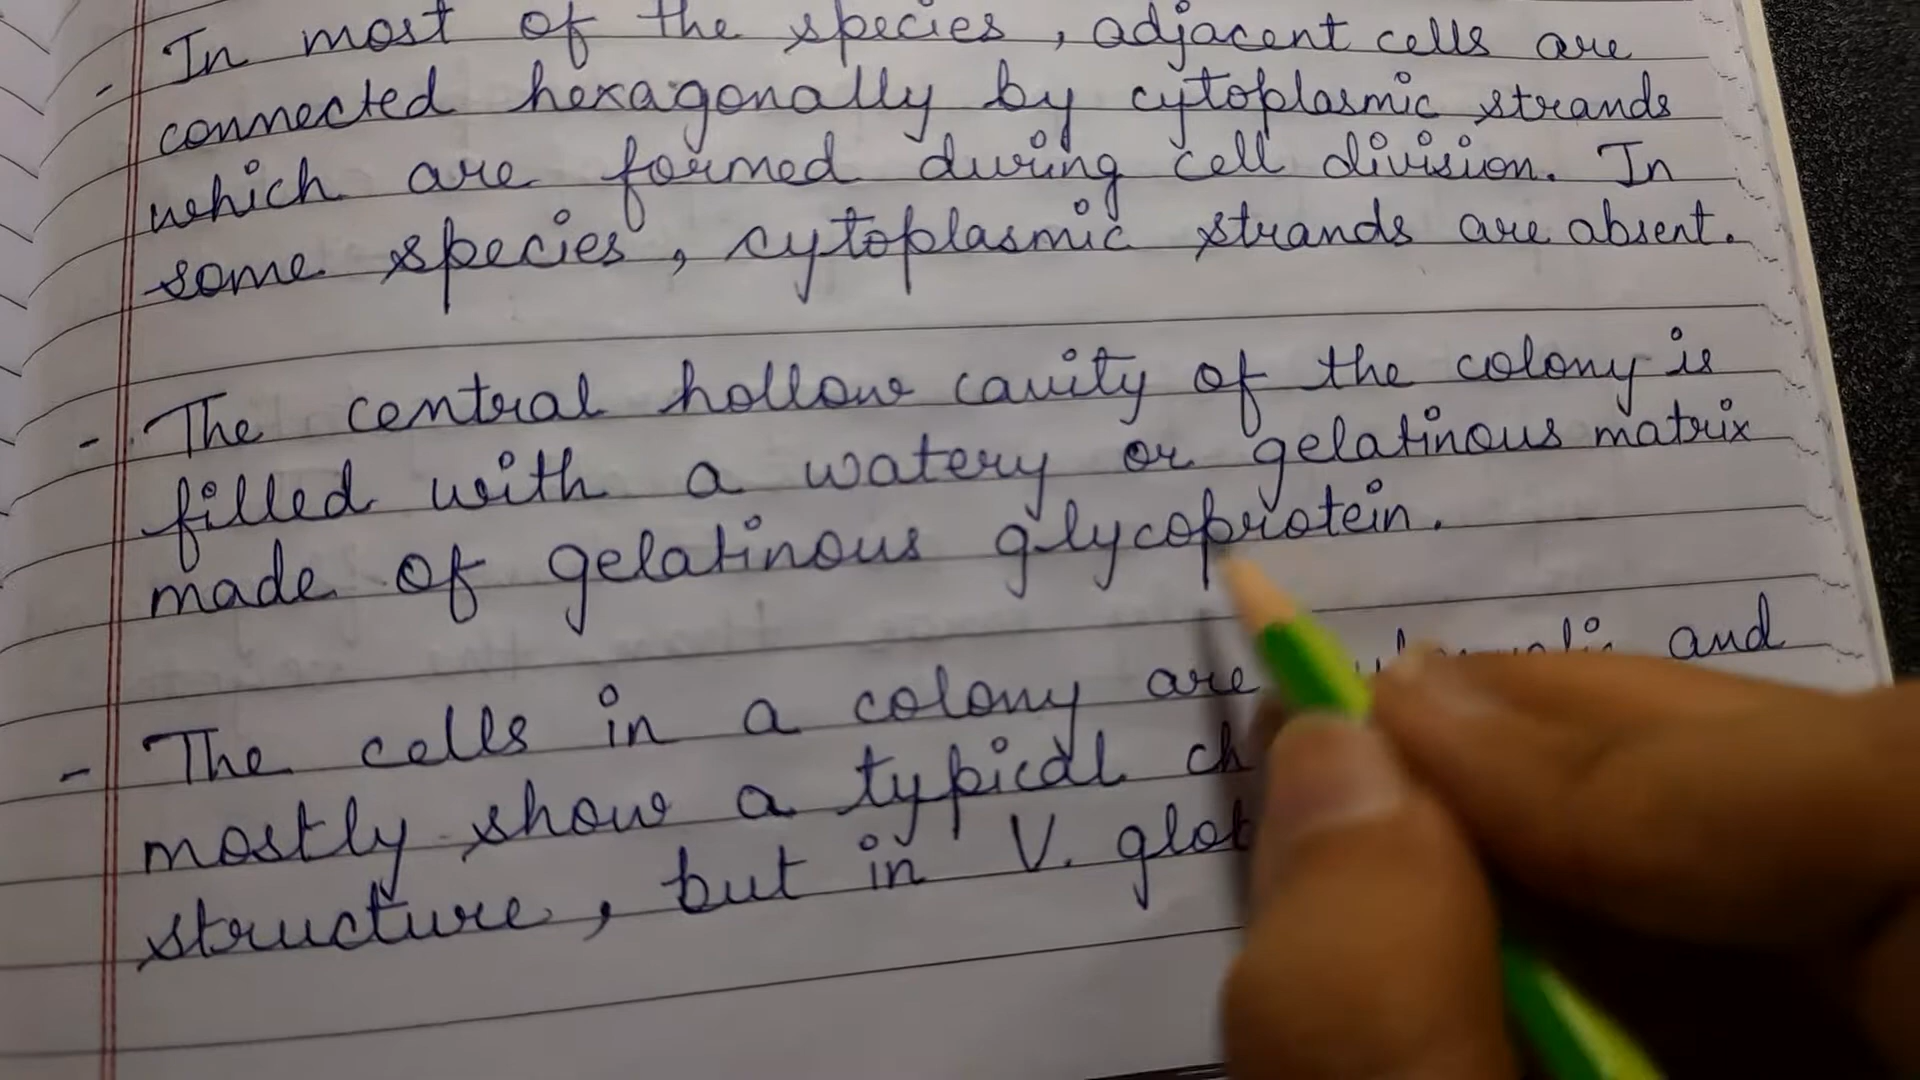 - In most of the species, adjacent cells are
connected hexagonally by cytoplasmic strands
which are formed during cell division. In
some species, cytoplasmic strands are absent.
- The central hollow cavity of the colony is
filled with a watery or gelatinous matrix
made of gelatinous glycoprotein.
- The cells in a colony are and
mostly show a typical ch
structure, but in V. glob